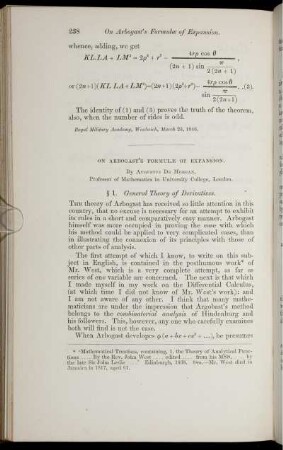 238 On Arbogast's Formulæ of Expansion.
whence, adding, we get
KL.LA + LM² = 2ρ² + r² − 4rρ cos θ / (2n + 1) sin π / 2(2n + 1) ,
or (2n+1)(KL.LA+LM²)=(2n+1)(2ρ²+r²)− 4rρ cos θ / sin π / 2(2n+1) ..(3).
The identity of (1) and (3) proves the truth of the theorem,
also, when the number of sides is odd.
Royal Military Academy, Woolwich, March
ON ARBOGAST'S FORMULÆ OF EXPANSION.
By Augustus De Morgan,
Professor of Mathematics in University College, London.
§ 1. General Theory of Derivatives.
The theory of Arbogast has received so little attention in this
country, that no excuse is necessary for an attempt to exhibit
its rules in a short and comparatively easy manner. Arbogast
himself was more occupied in proving the ease with which
his method could be applied to very complicated cases, than
in illustrating the connexion of its principles with those of
other parts of analysis.
The first attempt of which I know, to write on this sub-
ject in English, is contained in the posthumous work* of
Mr. West, which is a very complete attempt, as far as
series of one variable are concerned. The next is that which
I made myself in my work on the Differential Calculus,
(at which time I did not know of Mr. West's work); and
I am not aware of any other. I think that many mathe-
maticians are under the impression that Arbogast's method
belongs to the combinatorial analysis of Hindenburg and
his followers. This, however, any one who carefully examines
both will find is not the case.
When Arbogast developes φ(a + bx + cx² + ...), he premises
* "Mathematical Treatises, containing, 1. the Theory of Analytical Func-
tions By the Rev. John West edited from his MSS. by
the late Sir John Leslie Edinburgh, 1838. 8vo.—Mr. West died in
Jamaica in 1817, aged 61.